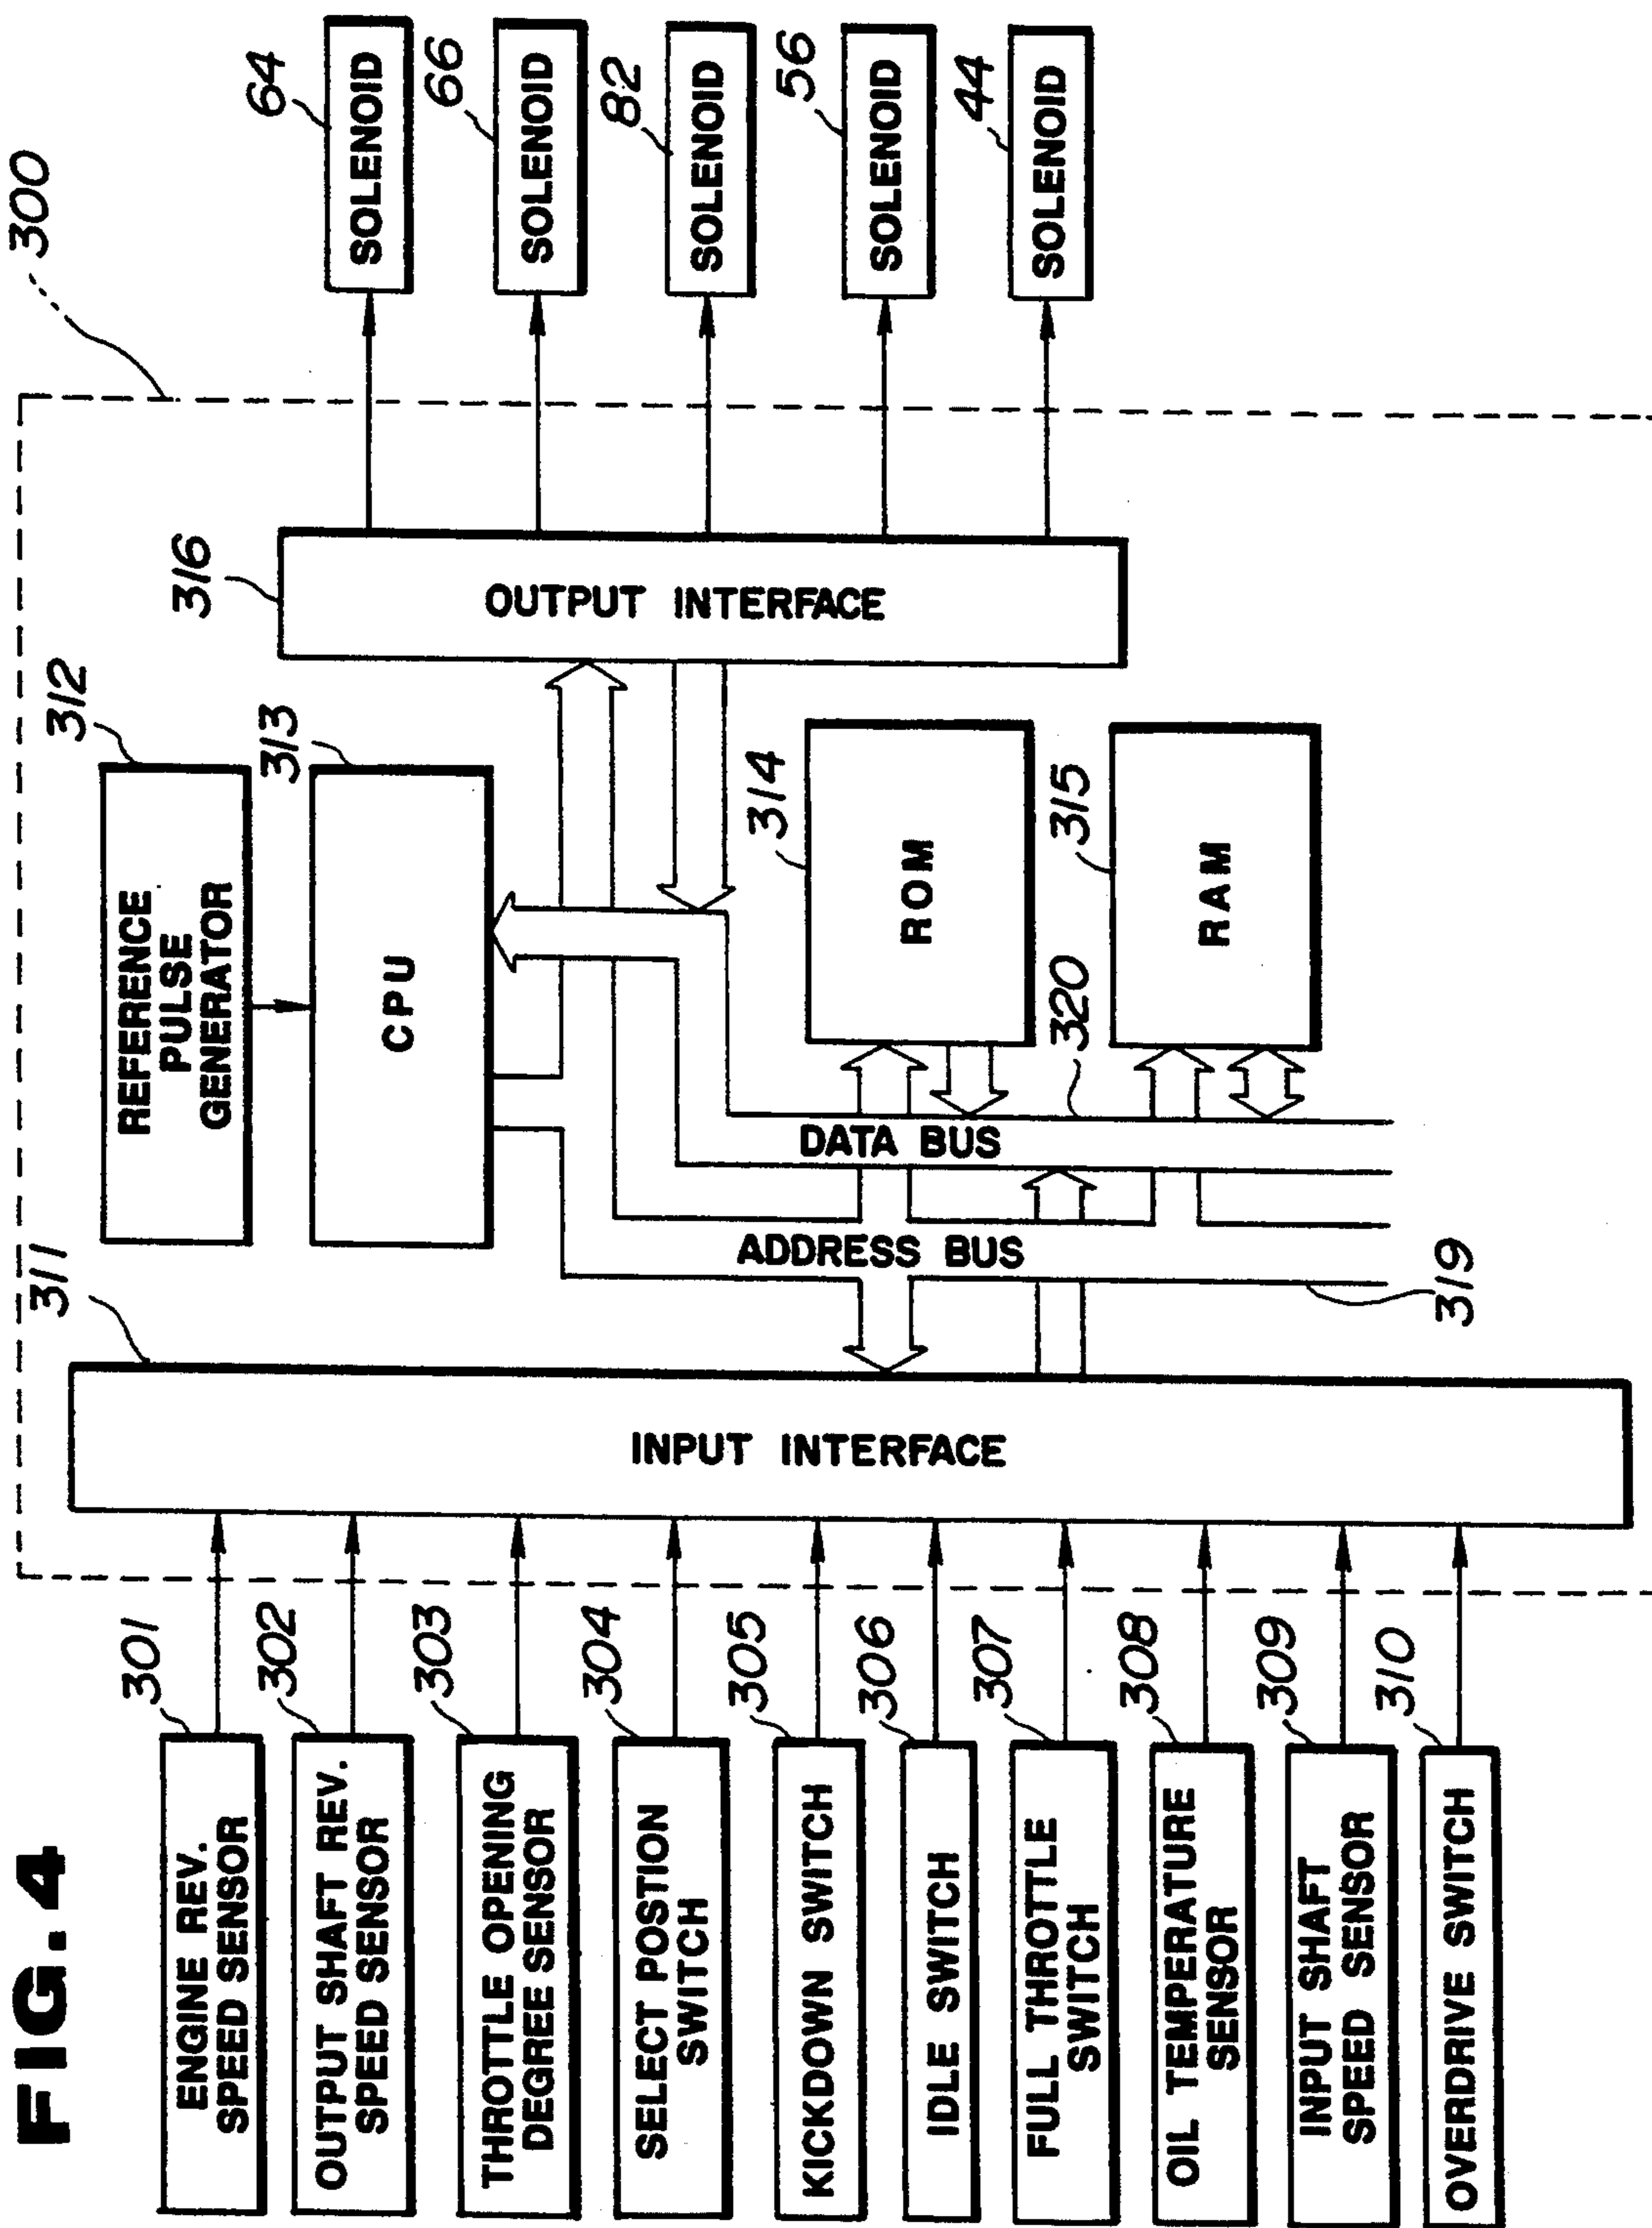 FIG.4
300
301
ENGINE REV.
SPEED SENSOR
302
OUTPUT SHAFT REV.
SPEED SENSOR
303
THROTTLE OPENING
DEGREE SENSOR
304
SELECT POSTION
SWITCH
305
KICKDOWN SWITCH
306
IDLE SWITCH
307
FULL THROTTLE
SWITCH
308
OIL TEMPERATURE
SENSOR
309
INPUT SHAFT
SPEED SENSOR
310
OVERDRIVE SWITCH
311
INPUT INTERFACE
312
REFERENCE
PULSE
GENERATOR
313
CPU
ADDRESS BUS
319
DATA BUS
320
314
ROM
315
RAM
316
OUTPUT INTERFACE
64
SOLENOID
66
SOLENOID
82
SOLENOID
56
SOLENOID
44
SOLENOID